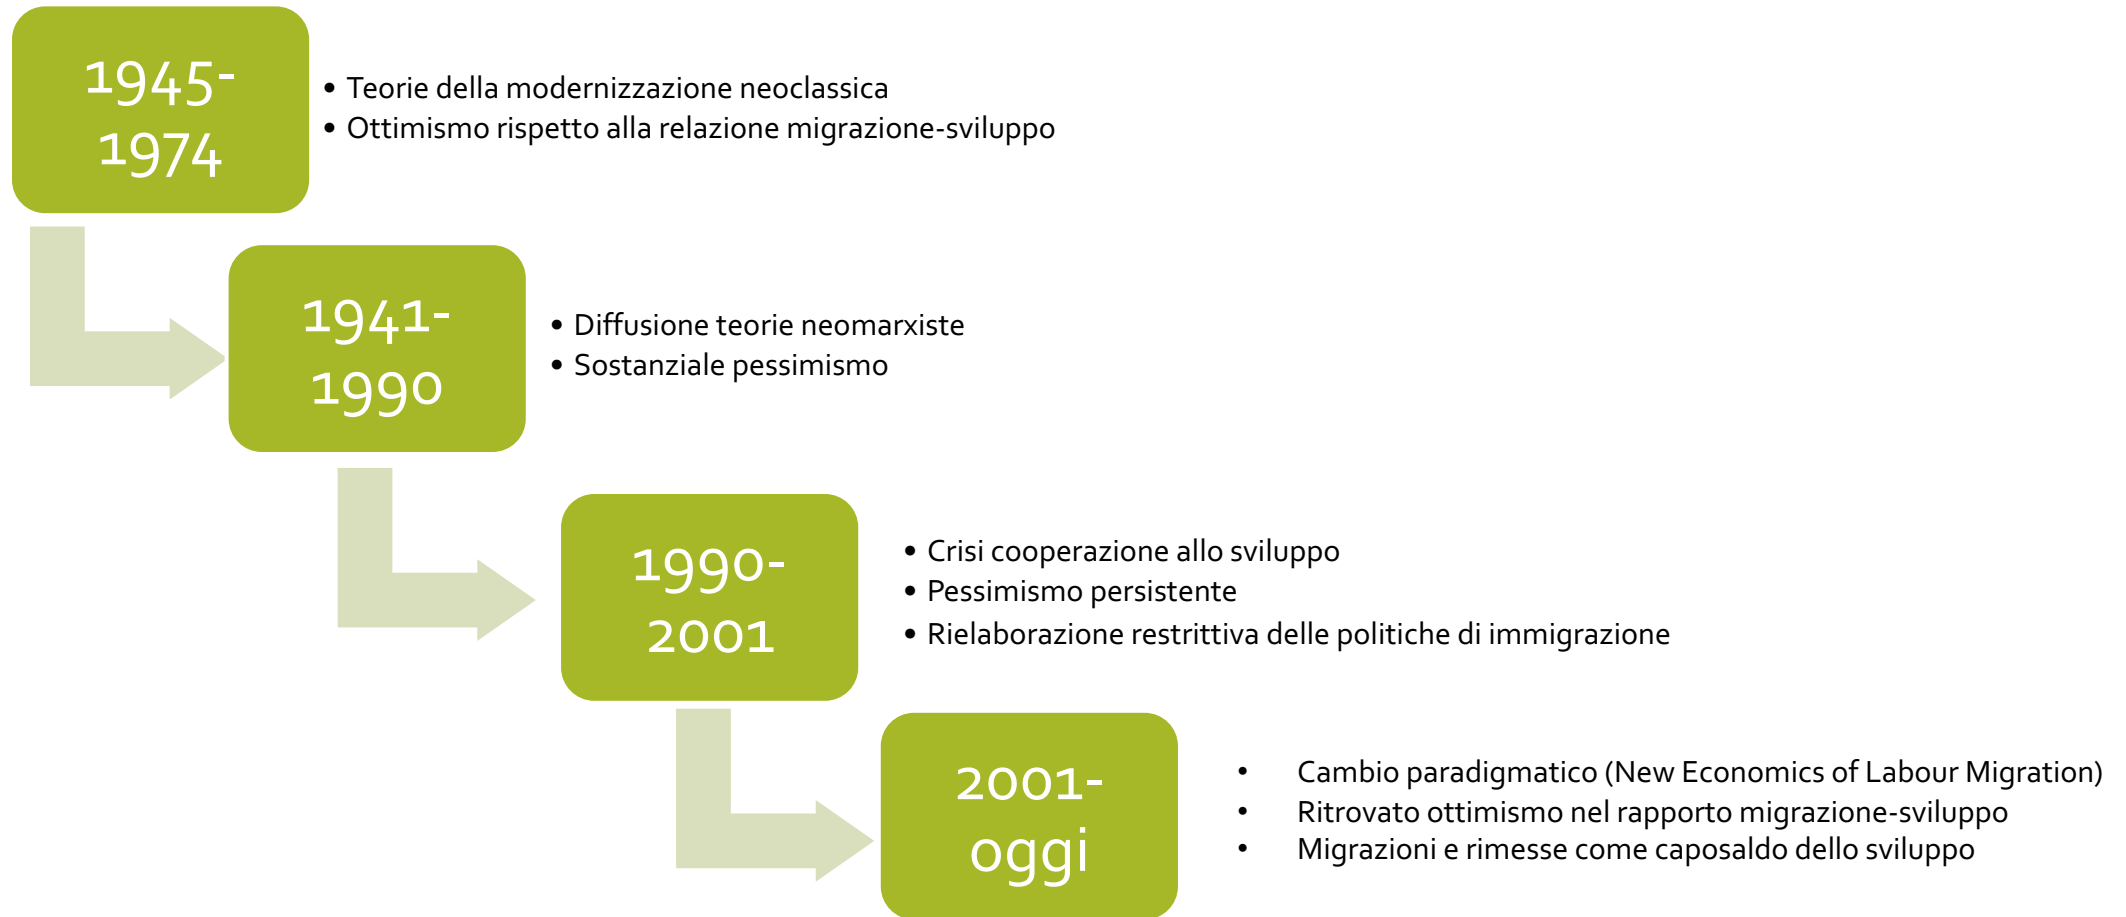 1945-
1974
• Teorie della modernizzazione neoclassica
• Ottimismo rispetto alla relazione migrazione-sviluppo
1941-
1990
• Diffusione teorie neomarxiste
• Sostanziale pessimismo
1990-
2001
• Crisi cooperazione allo sviluppo
• Pessimismo persistente
• Rielaborazione restrittiva delle politiche di immigrazione
2001-
oggi
• Cambio paradigmatico (New Economics of Labour Migration)
• Ritrovato ottimismo nel rapporto migrazione-sviluppo
• Migrazioni e rimesse come caposaldo dello sviluppo